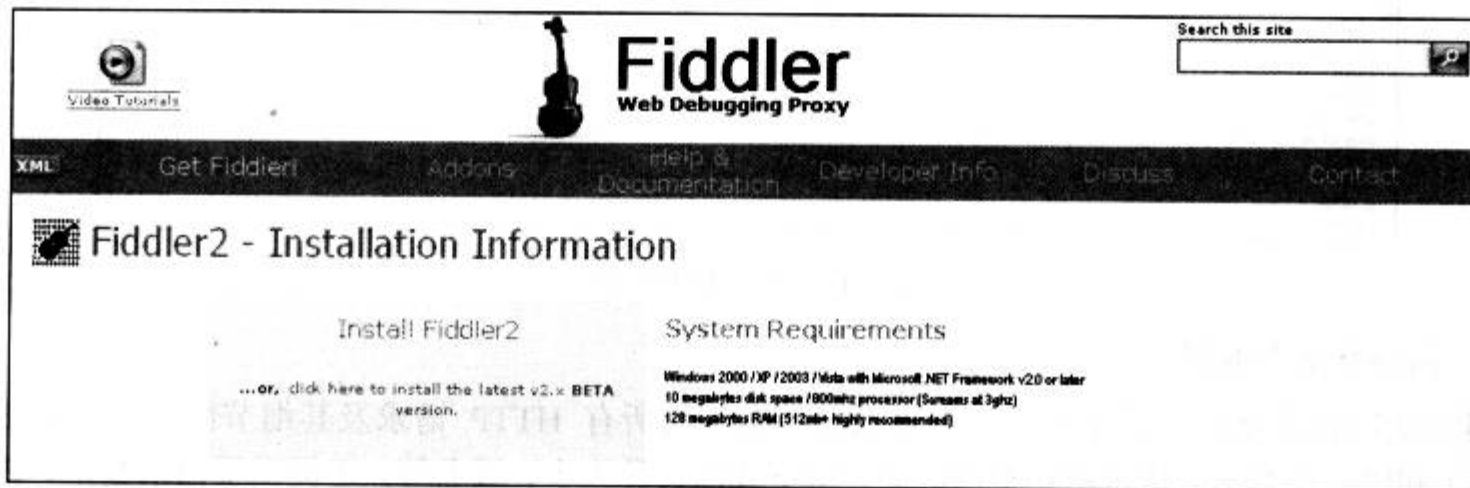 Search this site
Video Tutorials
Fiddler
Web Debugging Proxy
XML
Get Fiddler!
Addons
Help &
Documentation
Developer Info
Discuss
Contact
Fiddler2 - Installation Information
Install Fiddler2
...or, click here to install the latest v2.x BETA
version.
System Requirements
Windows 2000 / XP / 2003 / Vista with Microsoft .NET Framework v2.0 or later
10 megabytes disk space / 800mhz processor (Screams at 3ghz)
128 megabytes RAM (512mb+ highly recommended)